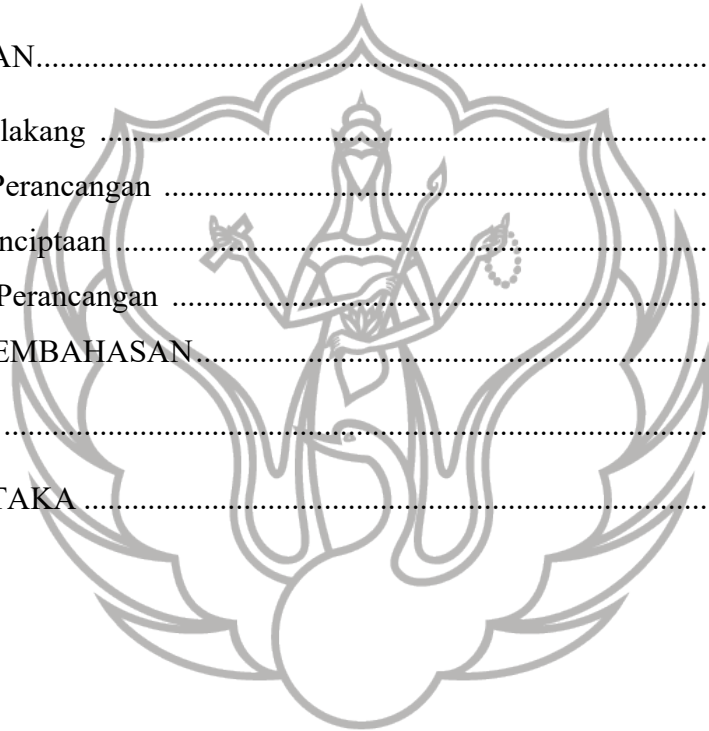 AN..........................................................................................
lakang ..................................................................................
Perancangan .........................................................................
nciptaan ................................................................................
Perancangan ........................................................................
EMBAHASAN.....................................................................
................................................................................................
TAKA ....................................................................................